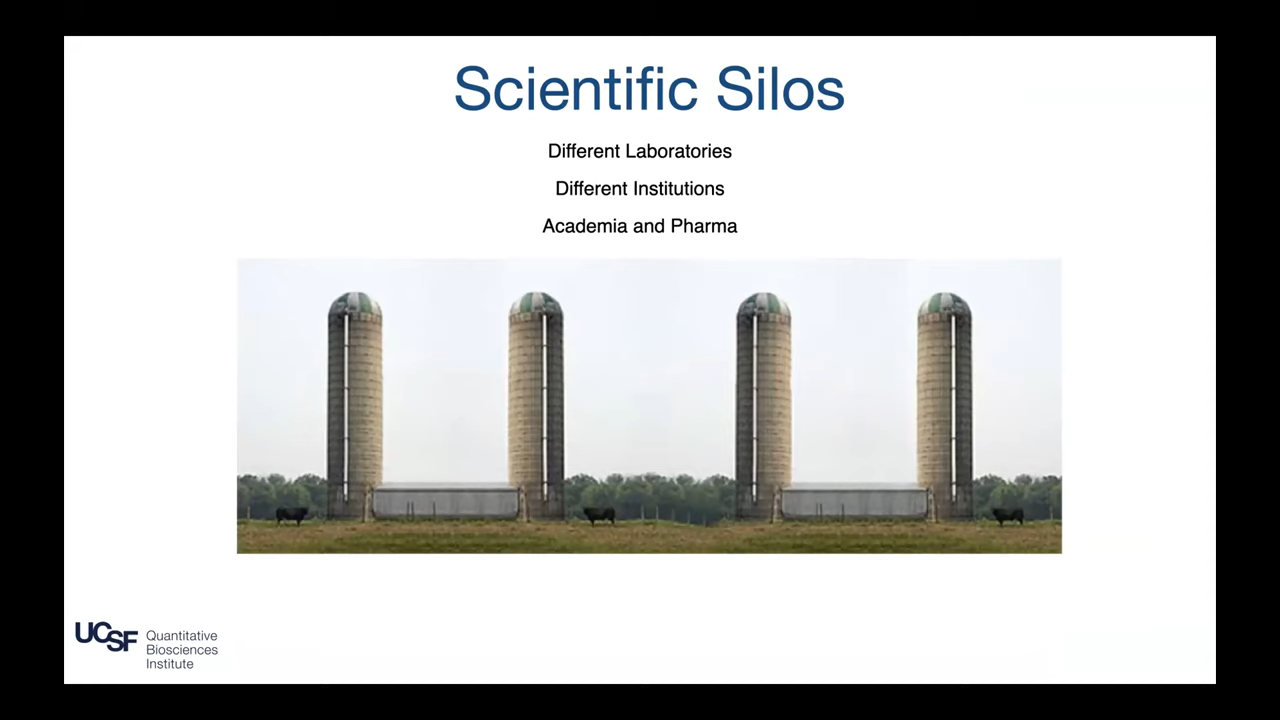 Scientific Silos
Different Laboratories
Different Institutions
Academia and Pharma
UCSF
Quantitative
Biosciences
Institute